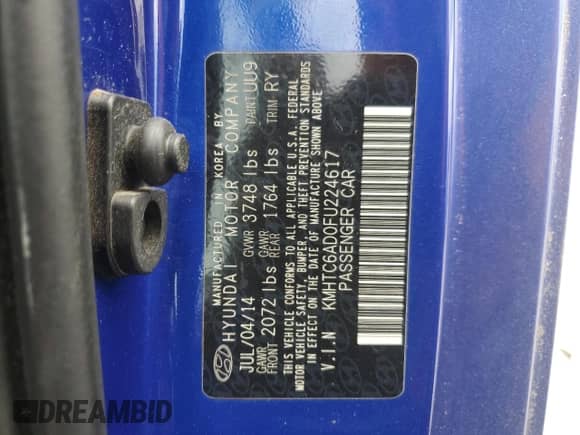 MANUFACTURED IN KOREA BY
HYUNDAI MOTOR COMPANY
JUL/04/14 GVWR 3748 lbs PAINT UU9
GAWR FRONT 2072 lbs GAWR REAR 1764 lbs TRIM RY
THIS VEHICLE CONFORMS TO ALL APPLICABLE U.S.A. FEDERAL
MOTOR VEHICLE SAFETY, BUMPER, AND THEFT PREVENTION STANDARDS
IN EFFECT ON THE DATE OF MANUFACTURE SHOWN ABOVE
V.I.N KMHTC6AD0FU224617
PASSENGER CAR
DREAMBID